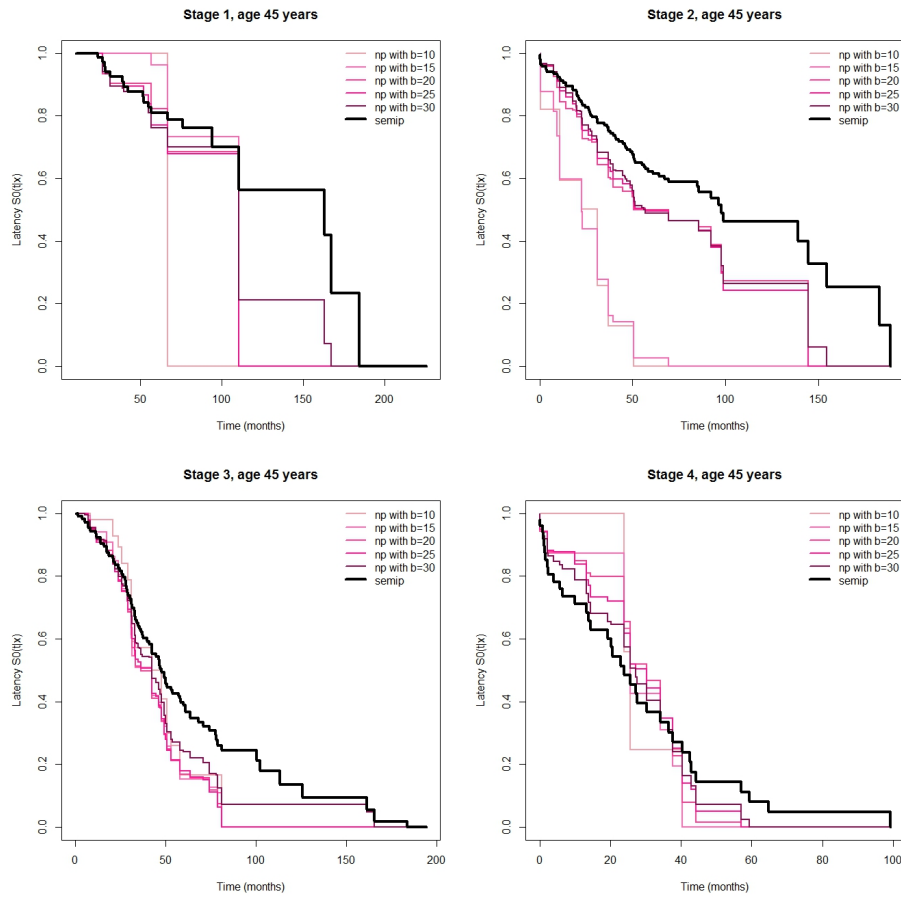 Stage 1, age 45 years
Latency S0(t|x)
1.0
0.8
0.6
0.4
0.2
0.0
np with b=10
np with b=15
np with b=20
np with b=25
np with b=30
semip
50 100 150 200
Time (months)
Stage 2, age 45 years
Latency S0(t|x)
1.0
0.8
0.6
0.4
0.2
0.0
np with b=10
np with b=15
np with b=20
np with b=25
np with b=30
semip
0 50 100 150
Time (months)
Stage 3, age 45 years
Latency S0(t|x)
1.0
0.8
0.6
0.4
0.2
0.0
np with b=10
np with b=15
np with b=20
np with b=25
np with b=30
semip
0 50 100 150 200
Time (months)
Stage 4, age 45 years
Latency S0(t|x)
1.0
0.8
0.6
0.4
0.2
0.0
np with b=10
np with b=15
np with b=20
np with b=25
np with b=30
semip
0 20 40 60 80 100
Time (months)